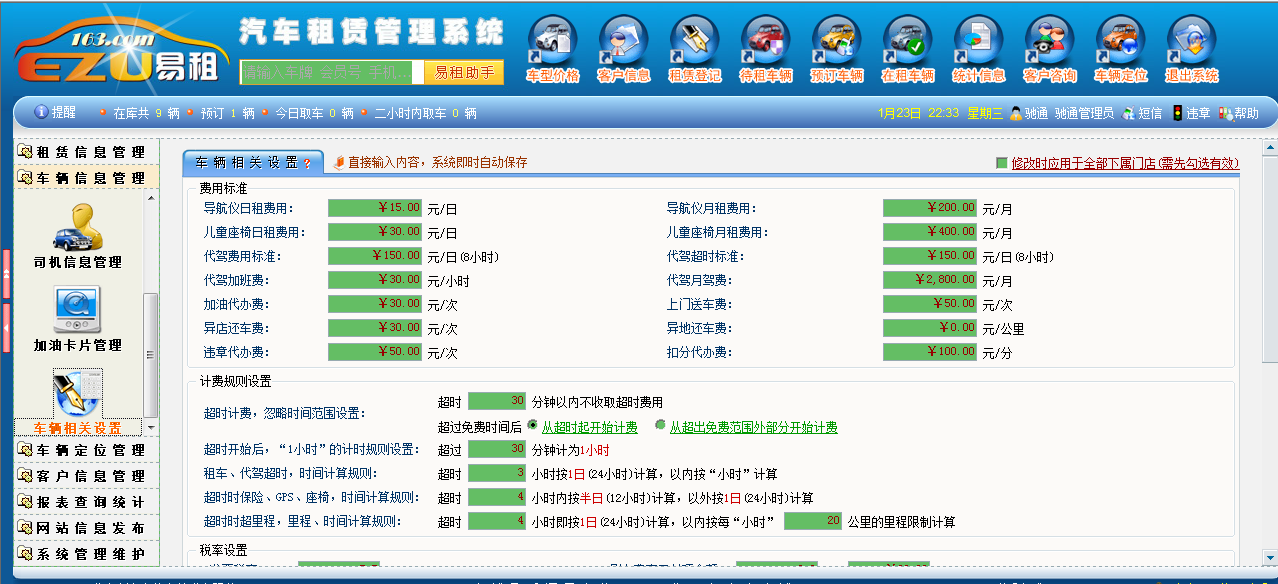 163.com
EZU易租
汽车租赁管理系统
请输入车牌 会员号 手机... 易租助手
车型价格 客户信息 租赁登记 待租车辆 预订车辆 在租车辆 统计信息 客户咨询 车辆定位 退出系统
提醒 在库共 9 辆 预订 1 辆 今日取车 0 辆 二小时内取车 0 辆 1月23日 22:33 星期三 驰通 驰通管理员 短信 违章 帮助
租赁信息管理
车辆信息管理
司机信息管理
加油卡片管理
车辆相关设置
车辆定位管理
客户信息管理
报表查询统计
网站信息发布
系统管理维护
车辆相关设置? 直接输入内容，系统即时自动保存 修改时应用于全部下属门店(需先勾选有效)
费用标准
导航仪日租费用: ￥15.00 元/日 导航仪月租费用: ￥200.00 元/月
儿童座椅日租费用: ￥30.00 元/日 儿童座椅月租费用: ￥400.00 元/月
代驾费用标准: ￥150.00 元/日(8小时) 代驾超时标准: ￥150.00 元/日(8小时)
代驾加班费: ￥30.00 元/小时 代驾月驾费: ￥2,800.00 元/月
加油代办费: ￥30.00 元/次 上门送车费: ￥50.00 元/次
异店还车费: ￥30.00 元/次 异地还车费: ￥0.00 元/公里
违章代办费: ￥50.00 元/次 扣分代办费: ￥100.00 元/分
计费规则设置
超时计费，忽略时间范围设置: 超时 30 分钟以内不收取超时费用
超过免费时间后 从超时起开始计费 从超出免费范围外部分开始计费
超时开始后，“1小时”的计时规则设置: 超过 30 分钟计为1小时
租车、代驾超时，时间计算规则: 超时 3 小时按1日(24小时)计算，以内按“小时”计算
超时时保险、GPS、座椅，时间计算规则: 超时 4 小时内按半日(12小时)计算，以外按1日(24小时)计算
超时时超里程，里程、时间计算规则: 超时 4 小时即按1日(24小时)计算，以内按每“小时” 20 公里的里程限制计算
税率设置